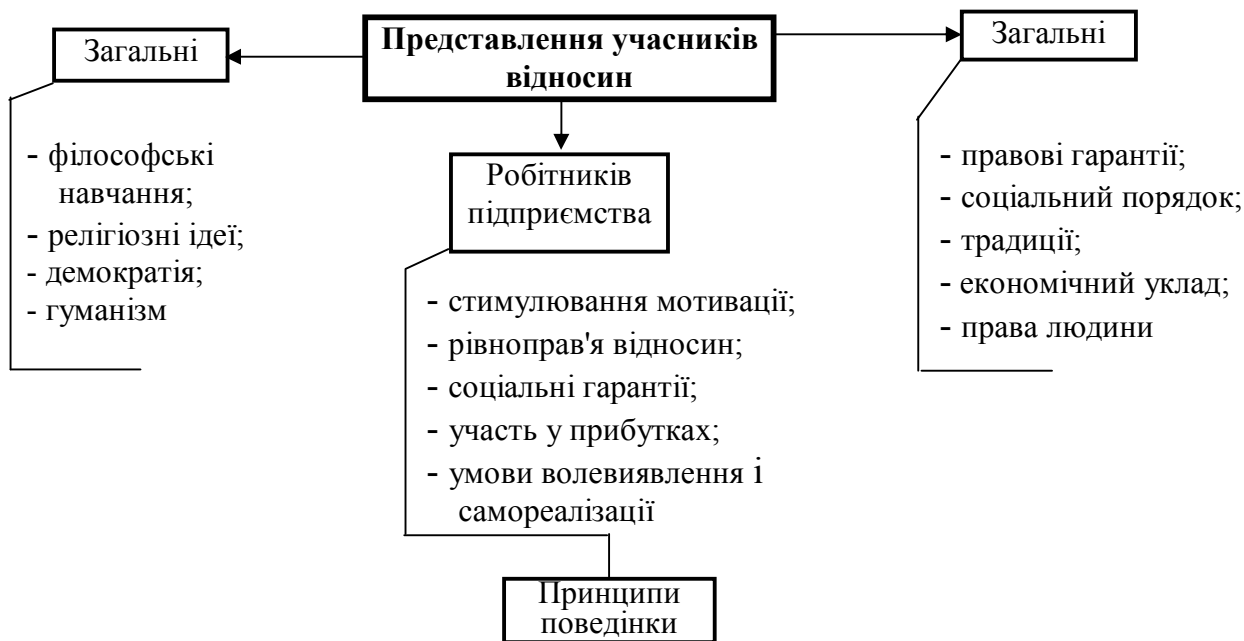 Представлення учасників
відносин
Загальні
- філософські
навчання;
- релігіозні ідеї;
- демократія;
- гуманізм
Робітників
підприємства
- стимулювання мотивації;
- рівноправ'я відносин;
- соціальні гарантії;
- участь у прибутках;
- умови волевиявлення і
самореалізації
Принципи
поведінки
Загальні
- правові гарантії;
- соціальний порядок;
- традиції;
- економічний уклад;
- права людини